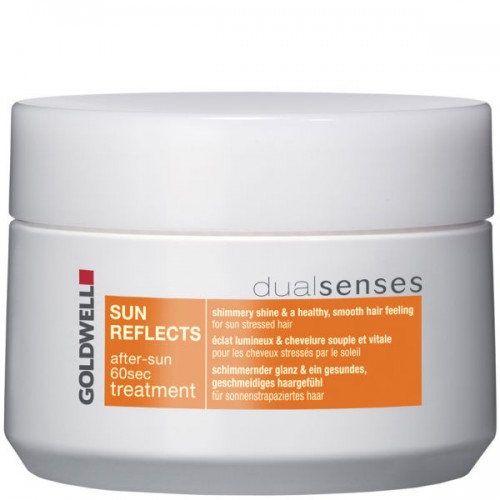 GOLDWELL
dualsenses
SUN
REFLECTS
after-sun
60sec
treatment
shimmery shine & a healthy, smooth hair feeling
for sun stressed hair
éclat lumineux & chevelure souple et vitale
pour les cheveux stressés par le soleil
schimmernder glanz & ein gesundes,
geschmeidiges haargefühl
für sonnenstrapaziertes haar